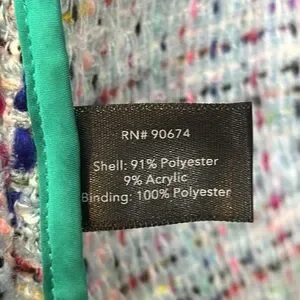 RN# 90674
Shell: 91% Polyester
9% Acrylic
Binding: 100% Polyester